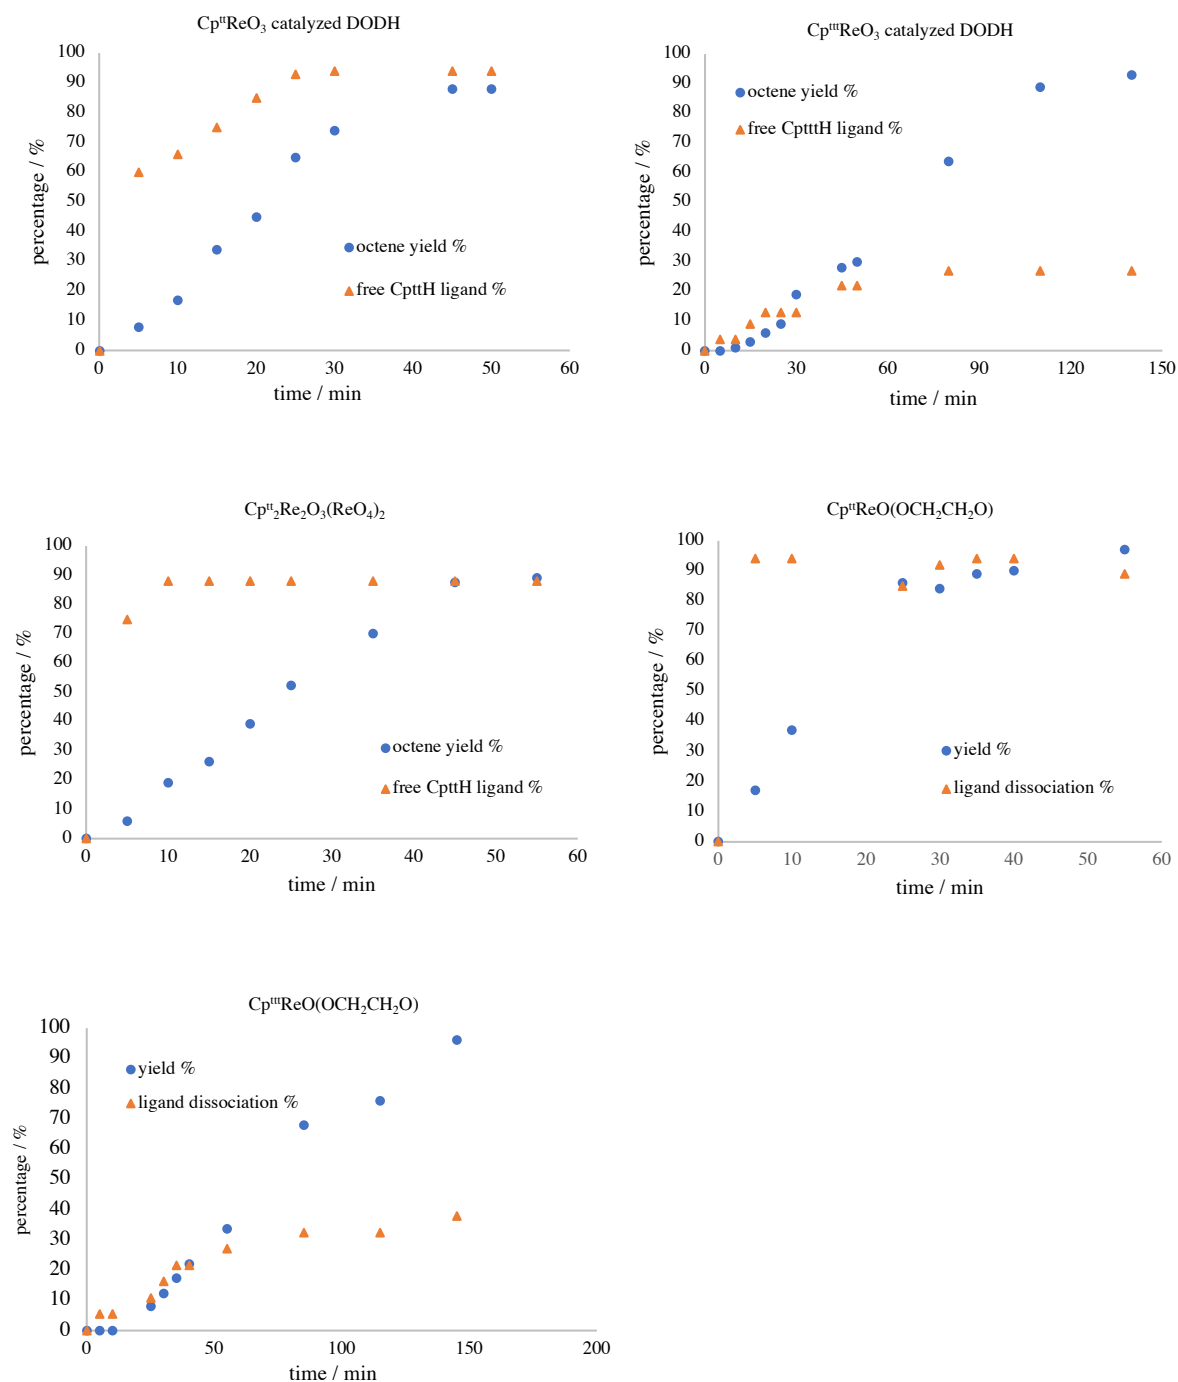 CpᵗᵗReO₃ catalyzed DODH
100
90
80
70
60
50
40
30
20
10
0
percentage / %
octene yield %
free CpttH ligand %
0 10 20 30 40 50 60
time / min
CpᵗᵗᵗReO₃ catalyzed DODH
100
90
80
70
60
50
40
30
20
10
0
percentage / %
octene yield %
free CptttH ligand %
0 30 60 90 120 150
time / min
Cpᵗᵗ₂Re₂O₃(ReO₄)₂
100
90
80
70
60
50
40
30
20
10
0
percentage / %
octene yield %
free CpttH ligand %
0 10 20 30 40 50 60
time / min
CpᵗᵗReO(OCH₂CH₂O)
100
90
80
70
60
50
40
30
20
10
0
percentage / %
yield %
ligand dissociation %
0 10 20 30 40 50 60
time / min
CpᵗᵗᵗReO(OCH₂CH₂O)
100
90
80
70
60
50
40
30
20
10
0
percentage / %
yield %
ligand dissociation %
0 50 100 150 200
time / min